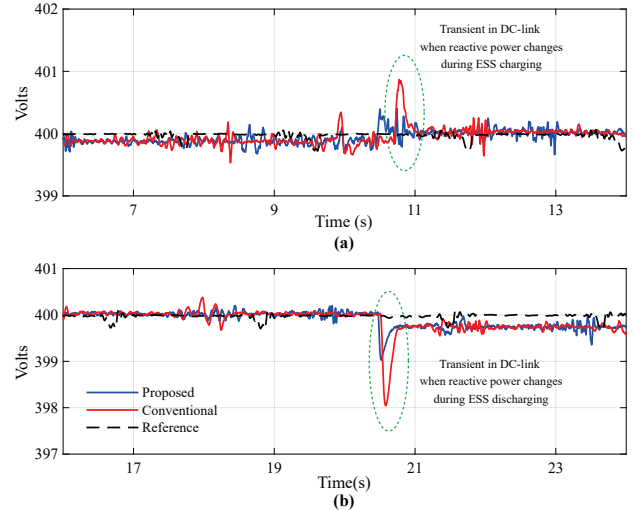 402
401
400
399
Volts
Transient in DC-link
when reactive power changes
during ESS charging
7
9
11
13
Time (s)
(a)
401
400
399
398
397
Volts
Proposed
Conventional
Reference
Transient in DC-link
when reactive power changes
during ESS discharging
17
19
21
23
Time(s)
(b)